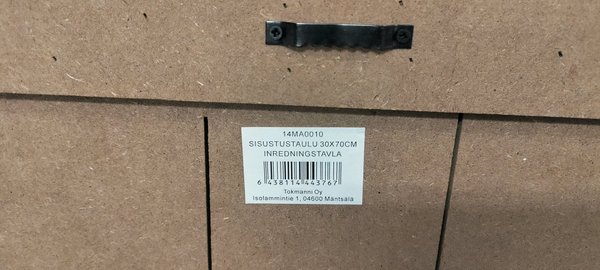 14MA0010
SISUSTUSTAULU 30X70CM
INREDNINGSTAVLA
6 438114 443767
Tokmanni Oy
Isolammintie 1, 04600 Mäntsälä